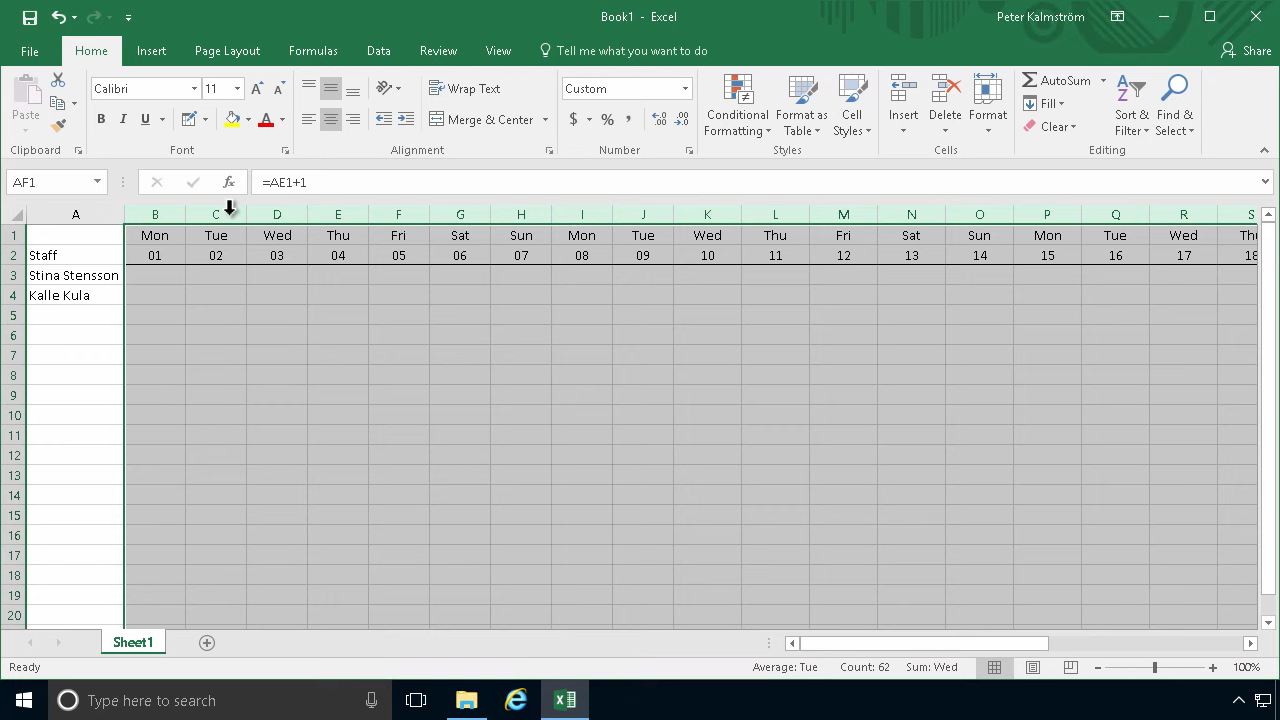 Book1 - Excel
Peter Kalmström
File Home Insert Page Layout Formulas Data Review View Tell me what you want to do Share
Calibri 11
Wrap Text
Custom
AutoSum
Paste
B I U
Merge & Center
$ % ,
Conditional Formatting
Format as Table
Cell Styles
Insert Delete Format
Fill
Clear
Sort & Filter
Find & Select
Clipboard Font Alignment Number Styles Cells Editing
AF1 fx =AE1+1
A B C D E F G H I J K L M N O P Q R S
1 Mon Tue Wed Thu Fri Sat Sun Mon Tue Wed Thu Fri Sat Sun Mon Tue Wed Thu
2 Staff 01 02 03 04 05 06 07 08 09 10 11 12 13 14 15 16 17 18
3 Stina Stensson
4 Kalle Kula
5
6
7
8
9
10
11
12
13
14
15
16
17
18
19
20
Sheet1
Ready Average: Tue Count: 62 Sum: Wed 100%
Type here to search